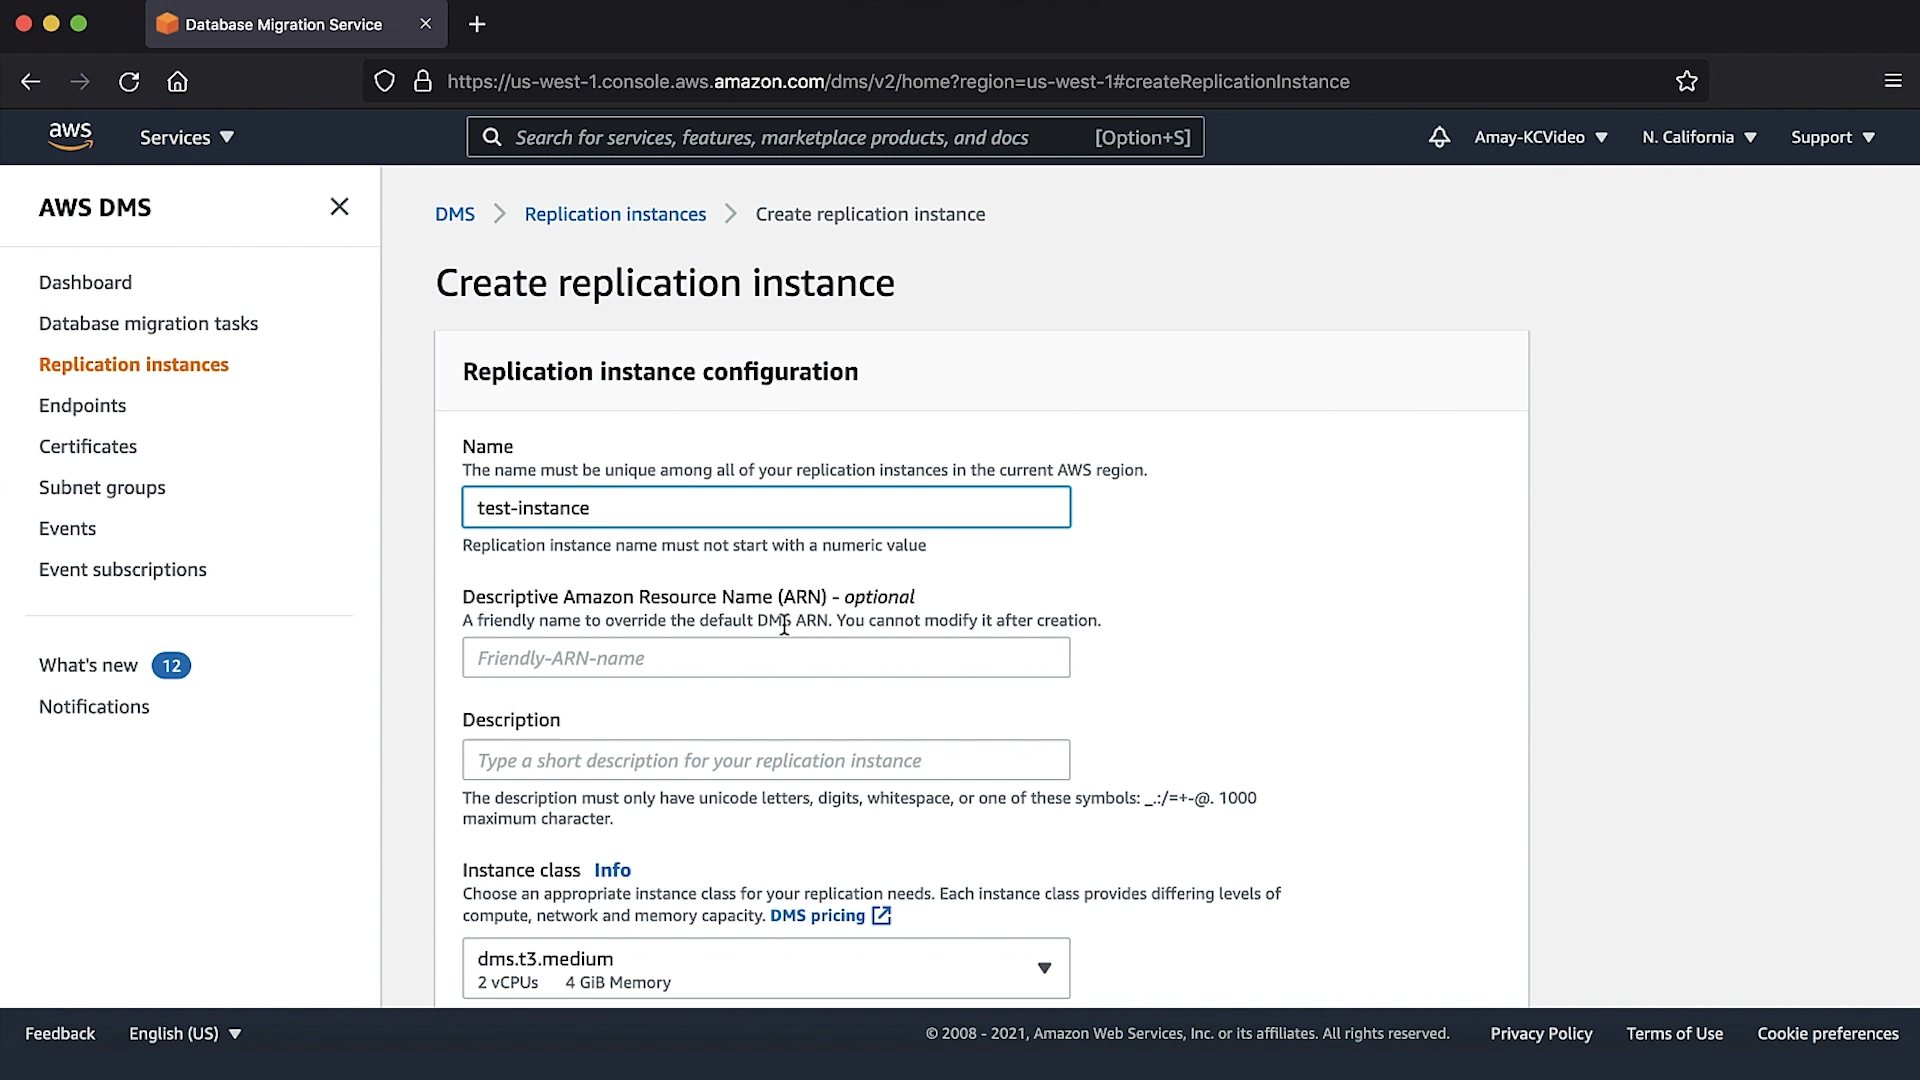 Database Migration Service
https://us-west-1.console.aws.amazon.com/dms/v2/home?region=us-west-1#createReplicationInstance
aws
Services
Search for services, features, marketplace products, and docs [Option+S]
Amay-KCVideo
N. California
Support
AWS DMS
Dashboard
Database migration tasks
Replication instances
Endpoints
Certificates
Subnet groups
Events
Event subscriptions
What's new 12
Notifications
DMS > Replication instances > Create replication instance
Create replication instance
Replication instance configuration
Name
The name must be unique among all of your replication instances in the current AWS region.
test-instance
Replication instance name must not start with a numeric value
Descriptive Amazon Resource Name (ARN) - optional
A friendly name to override the default DMS ARN. You cannot modify it after creation.
Friendly-ARN-name
Description
Type a short description for your replication instance
The description must only have unicode letters, digits, whitespace, or one of these symbols: _.:/=+-@. 1000
maximum character.
Instance class Info
Choose an appropriate instance class for your replication needs. Each instance class provides differing levels of
compute, network and memory capacity. DMS pricing
dms.t3.medium
2 vCPUs 4 GiB Memory
Feedback
English (US)
© 2008 - 2021, Amazon Web Services, Inc. or its affiliates. All rights reserved.
Privacy Policy
Terms of Use
Cookie preferences